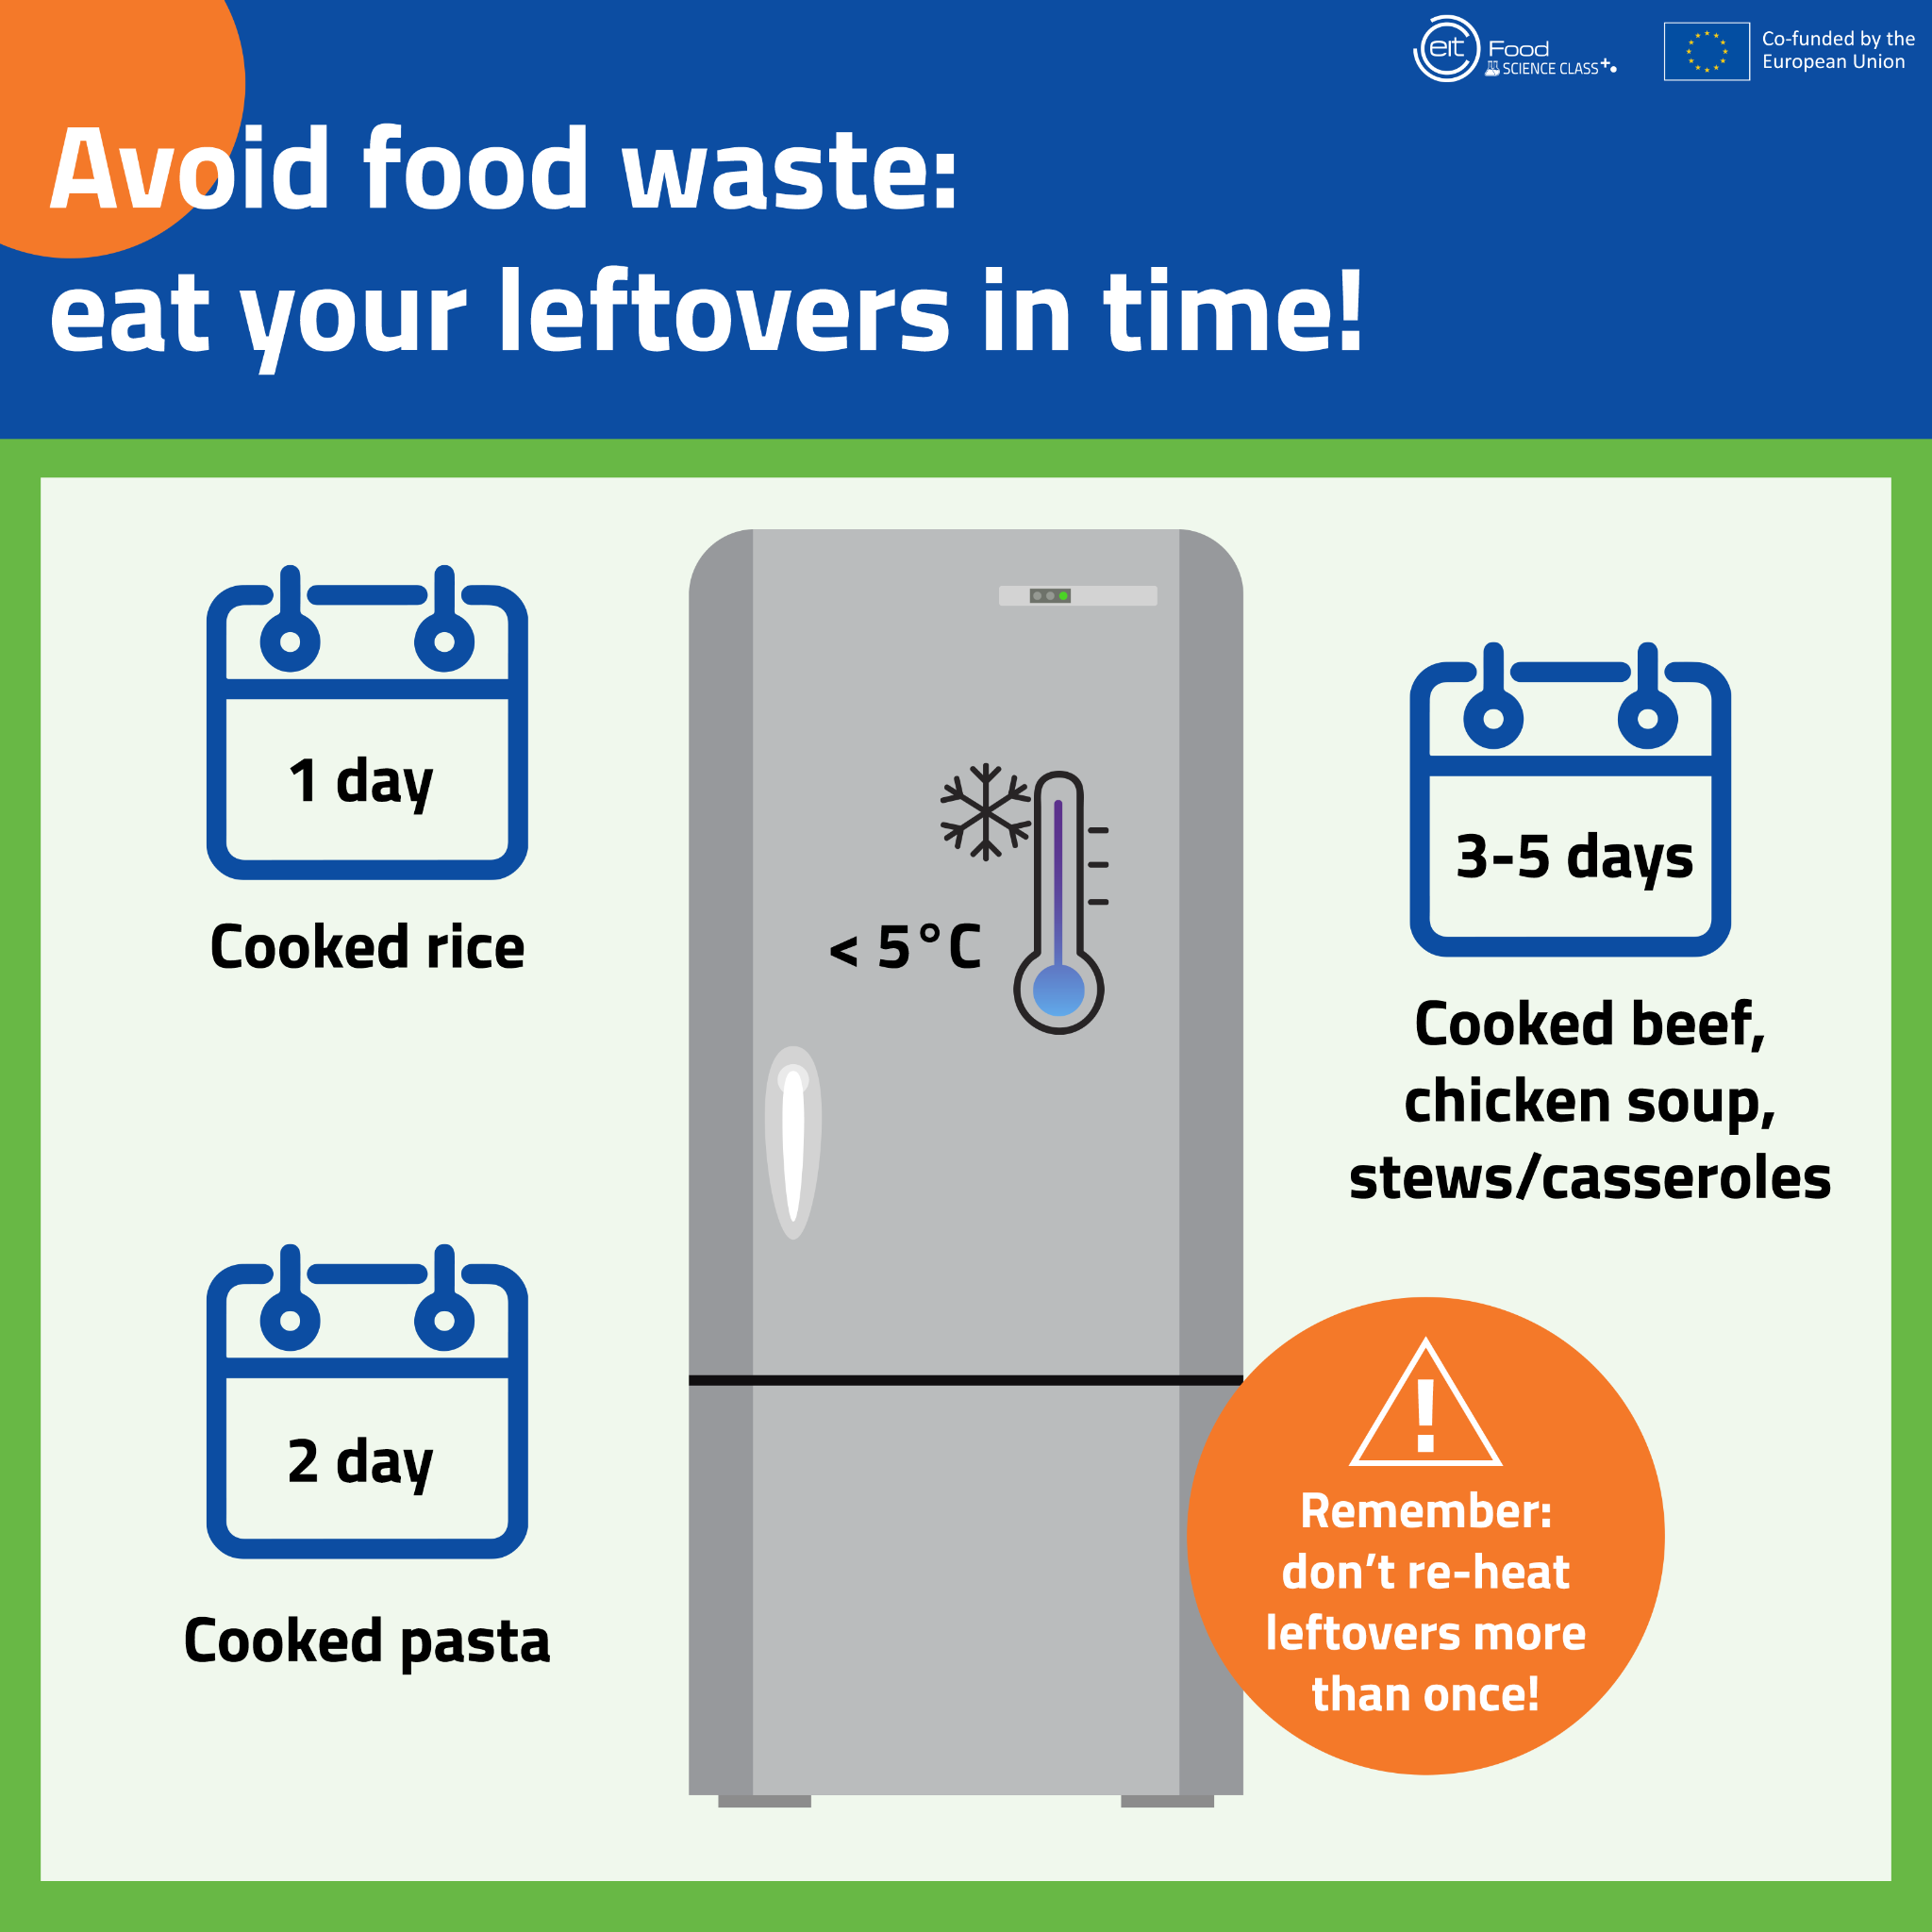 eit Food
SCIENCE CLASS
Co-funded by the
European Union
Avoid food waste:
eat your leftovers in time!
1 day
Cooked rice
< 5°C
3-5 days
Cooked beef,
chicken soup,
stews/casseroles
2 day
Cooked pasta
!
Remember:
don't re-heat
leftovers more
than once!